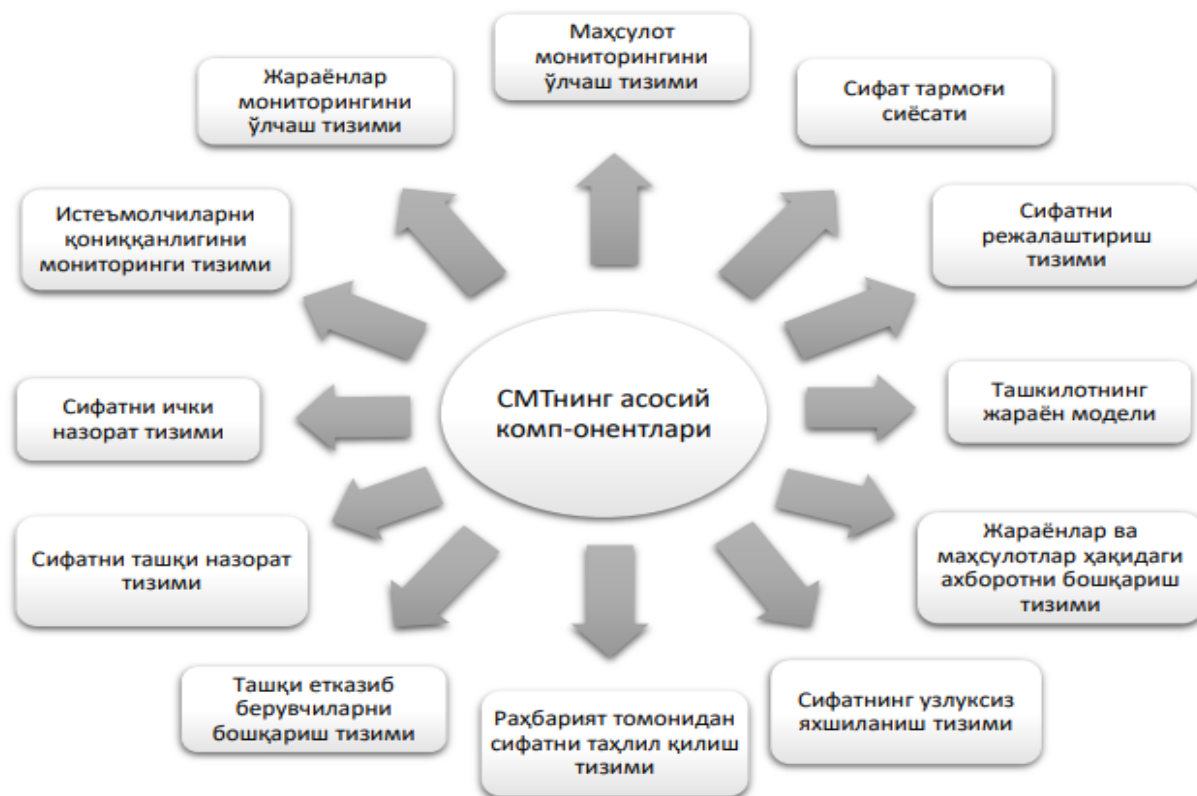 Маҳсулот
мониторингини
ўлчаш тизими
Сифат тармоғи
сиёсати
Сифатни
режалаштириш
тизими
Ташкилотнинг
жараён модели
Жараёнлар ва
маҳсулотлар ҳақидаги
ахборотни бошқариш
тизими
Сифатнинг узлуксиз
яхшиланиш тизими
Раҳбарият томонидан
сифатни таҳлил қилиш
тизими
Ташқи етказиб
берувчиларни
бошқариш тизими
Сифатни ташқи назорат
тизими
Сифатни ички
назорат тизими
Истеъмолчиларни
қониққанлигини
мониторинги тизими
Жараёнлар
мониторингини
ўлчаш тизими
СМТнинг асосий
комп-онентлари